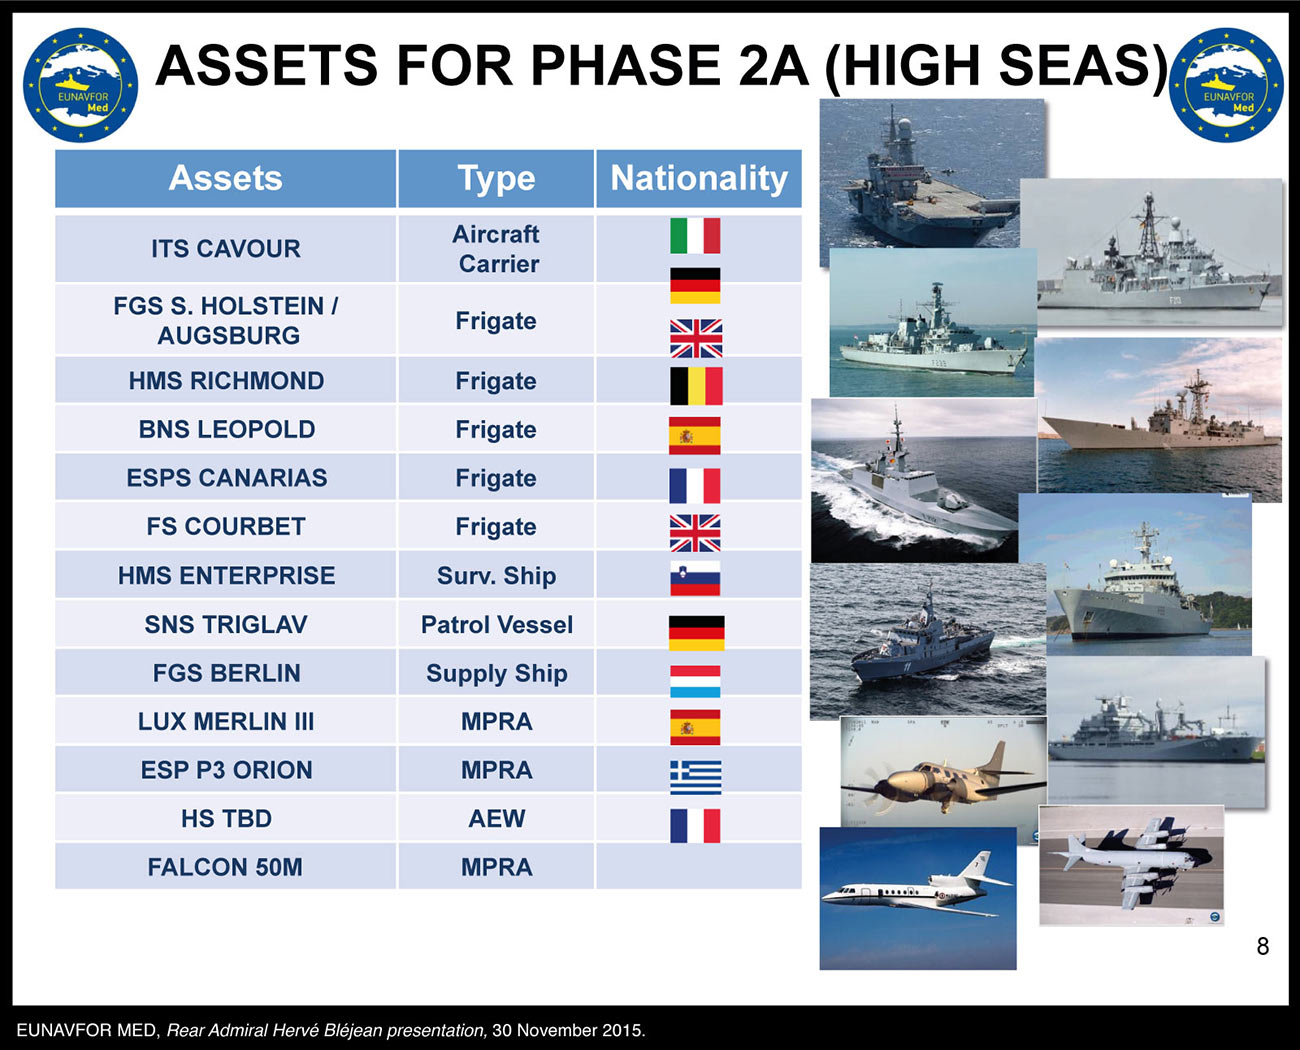 EUNAVFOR
Med
ASSETS FOR PHASE 2A (HIGH SEAS)
EUNAVFOR
Med
Assets Type Nationality
ITS CAVOUR Aircraft
Carrier
FGS S. HOLSTEIN /
AUGSBURG Frigate
HMS RICHMOND Frigate
BNS LEOPOLD Frigate
ESPS CANARIAS Frigate
FS COURBET Frigate
HMS ENTERPRISE Surv. Ship
SNS TRIGLAV Patrol Vessel
FGS BERLIN Supply Ship
LUX MERLIN III MPRA
ESP P3 ORION MPRA
HS TBD AEW
FALCON 50M MPRA
11
8
EUNAVFOR MED, Rear Admiral Hervé Bléjean presentation, 30 November 2015.